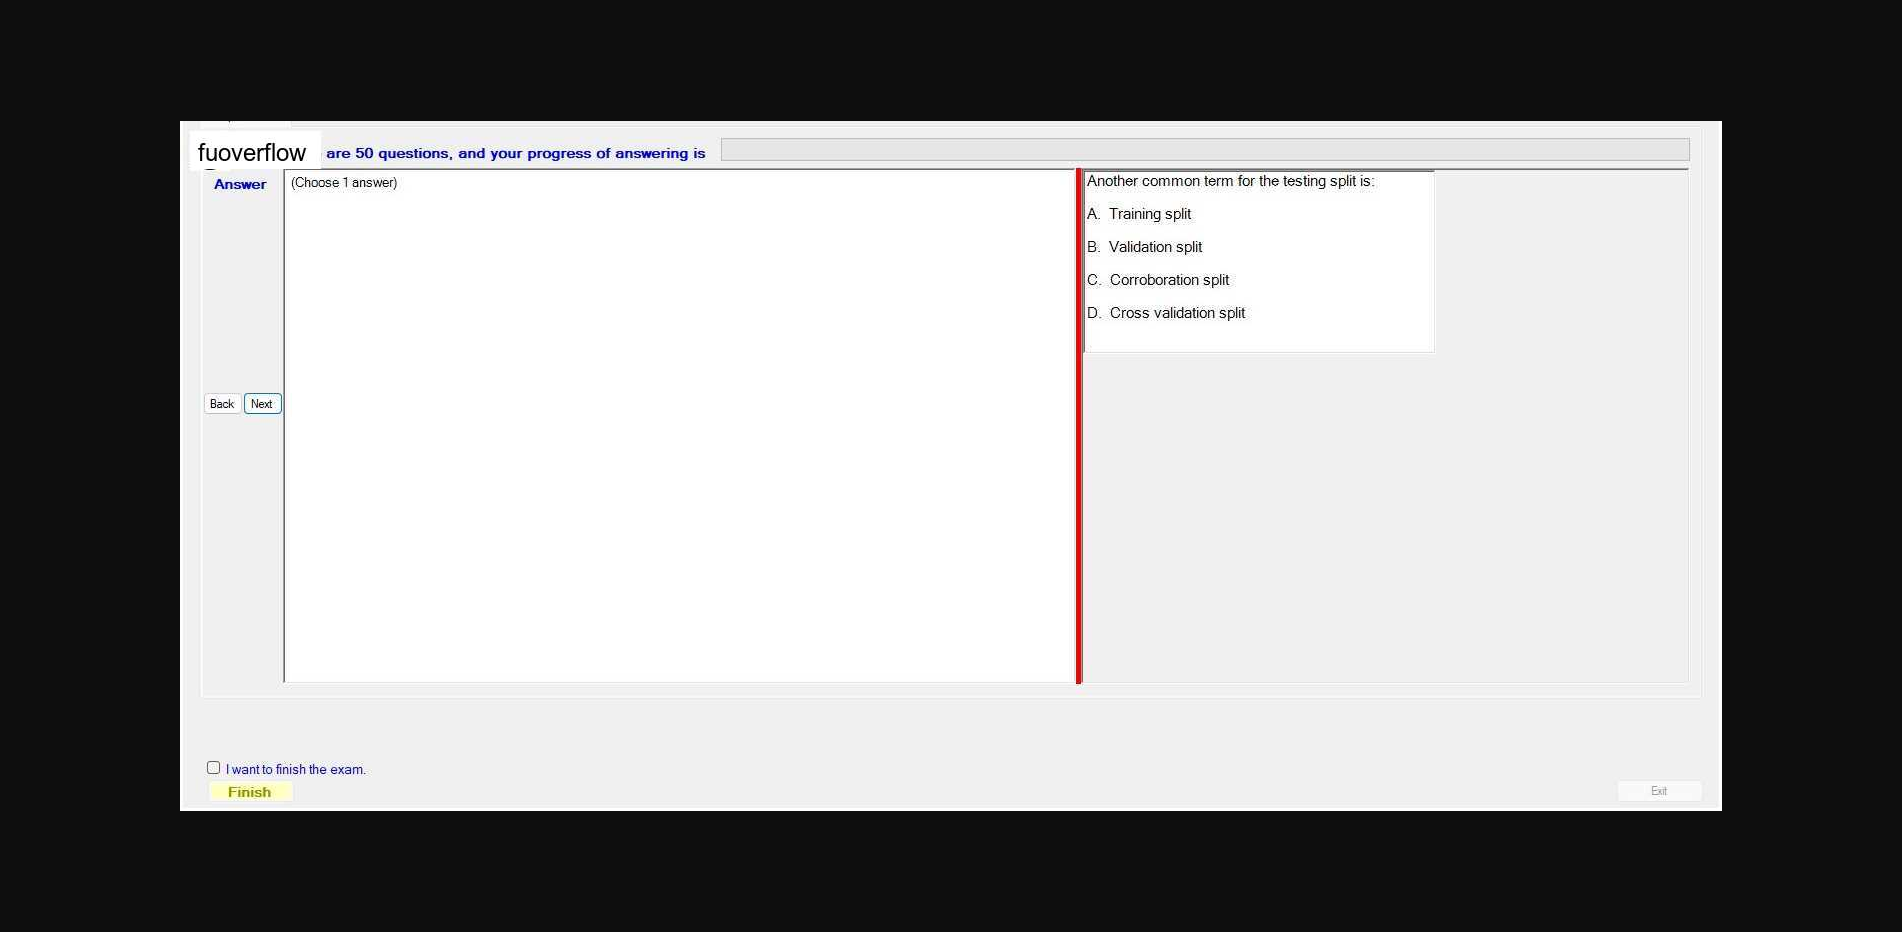 fuoverflow are 50 questions, and your progress of answering is
Answer
(Choose 1 answer)
Back Next
Another common term for the testing split is:
A. Training split
B. Validation split
C. Corroboration split
D. Cross validation split
I want to finish the exam.
Finish
Exit